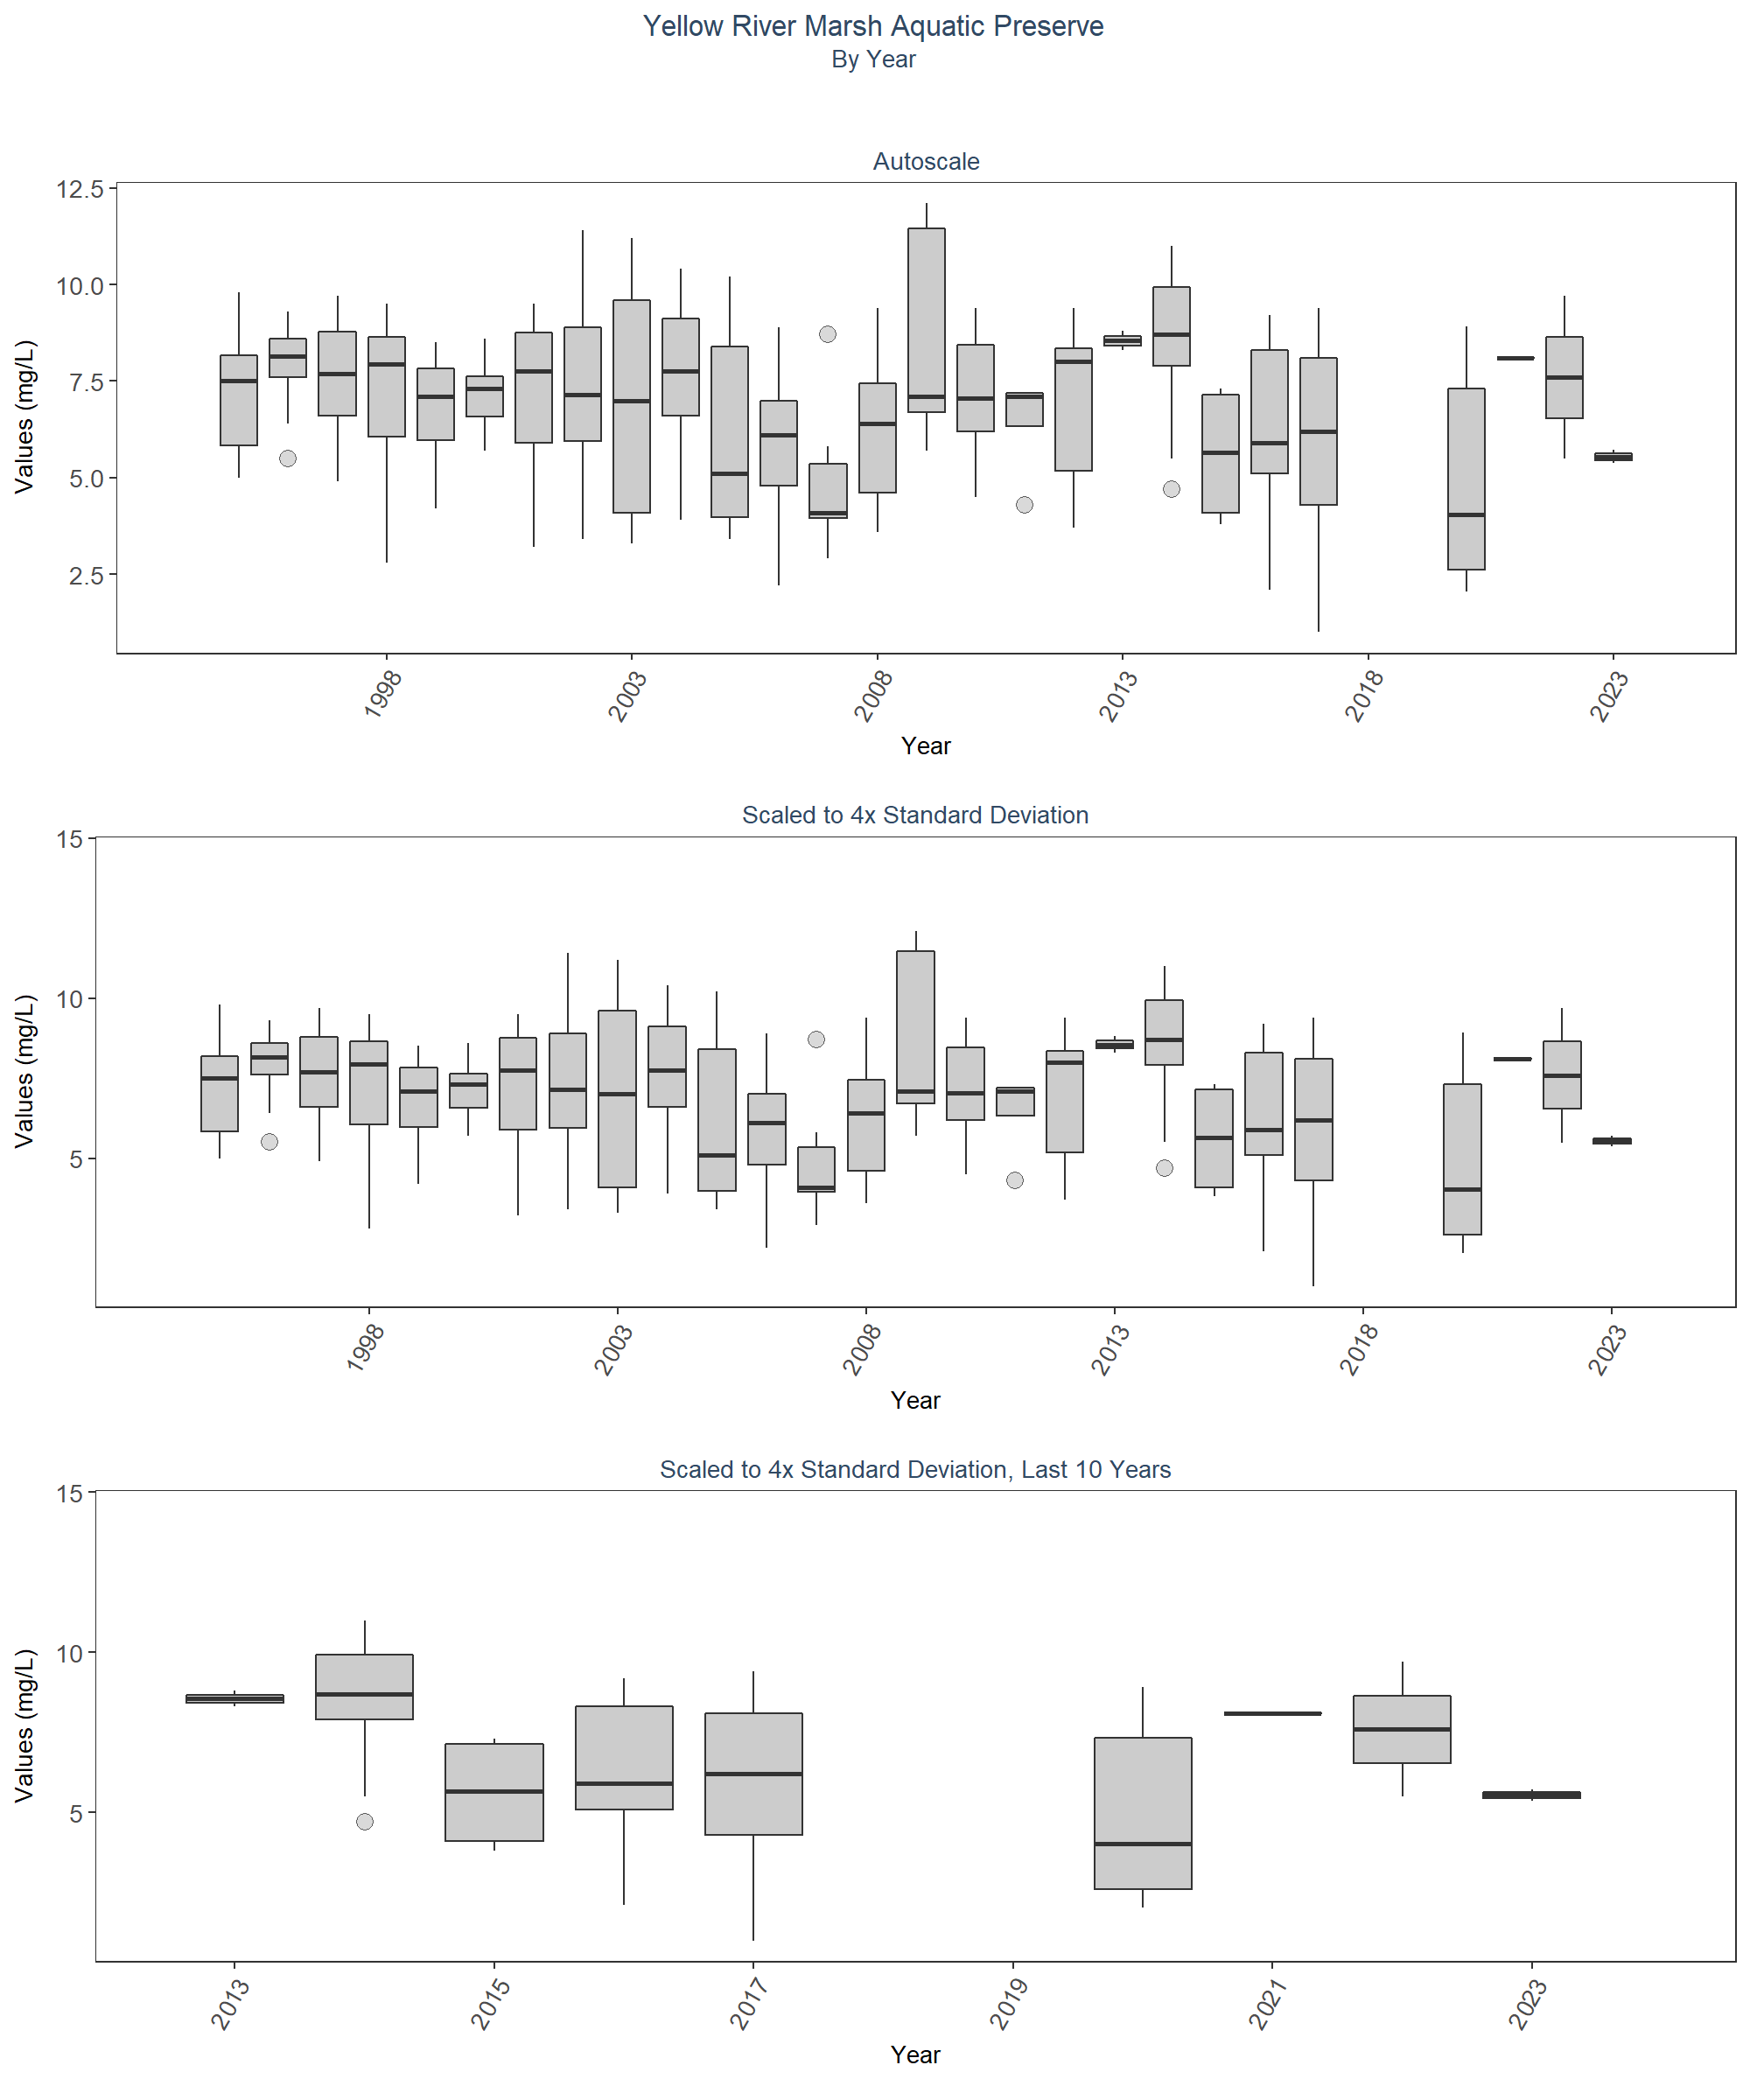 Yellow River Marsh Aquatic Preserve
By Year
Autoscale
12.5
10.0
7.5
5.0
2.5
Values (mg/L)
1998 2003 2008 2013 2018 2023
Year
Scaled to 4x Standard Deviation
15
10
5
Values (mg/L)
1998 2003 2008 2013 2018 2023
Year
Scaled to 4x Standard Deviation, Last 10 Years
15
10
5
Values (mg/L)
2013 2015 2017 2019 2021 2023
Year